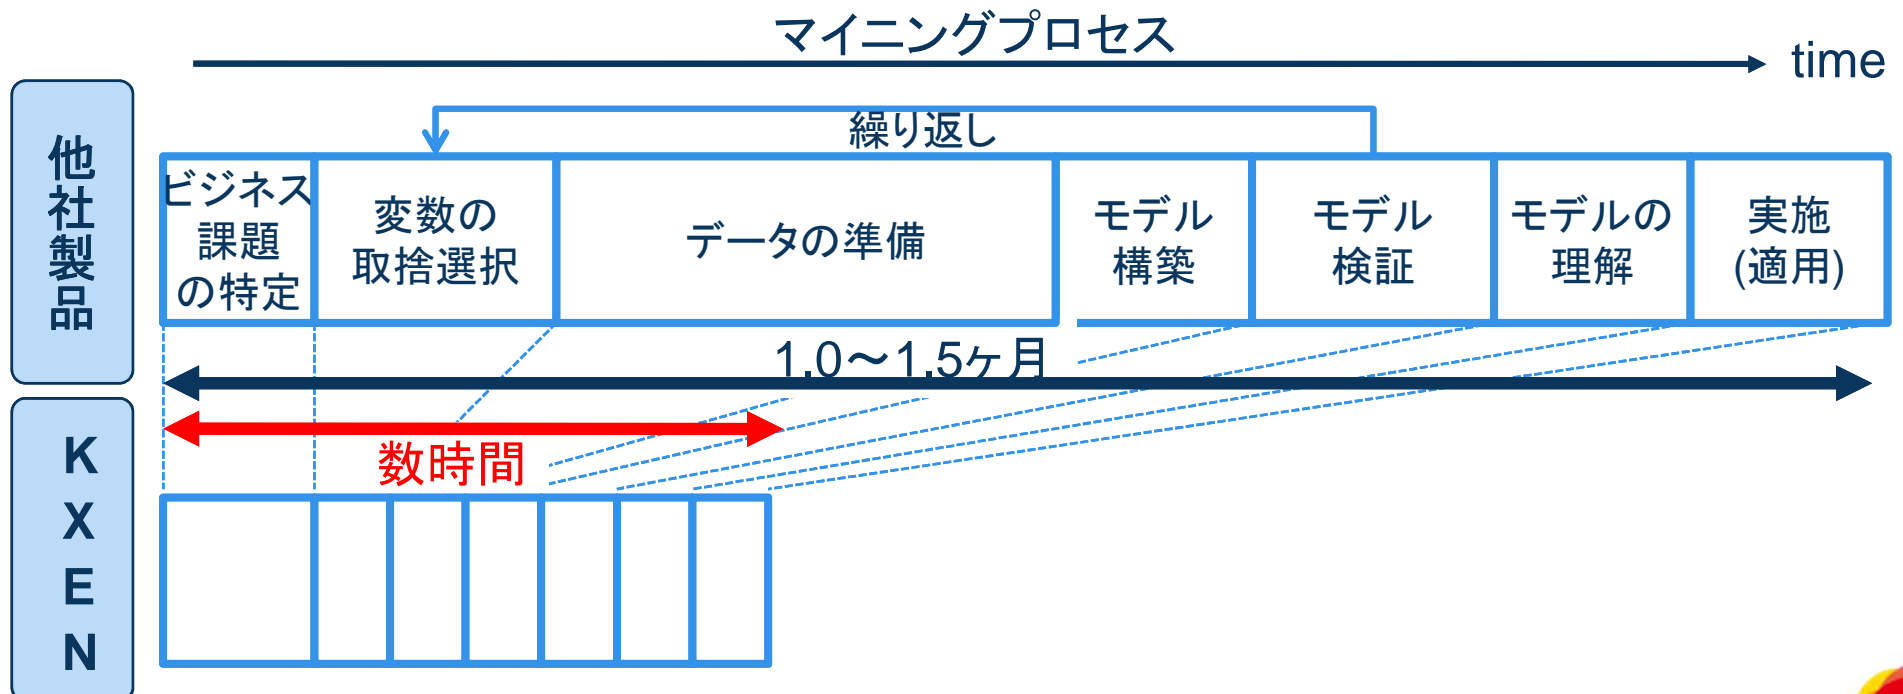 マイニングプロセス
time
他社製品
繰り返し
ビジネス
課題
の特定
変数の
取捨選択
データの準備
モデル
構築
モデル
検証
モデルの
理解
実施
(適用)
1.0～1.5ヶ月
数時間
KXEN